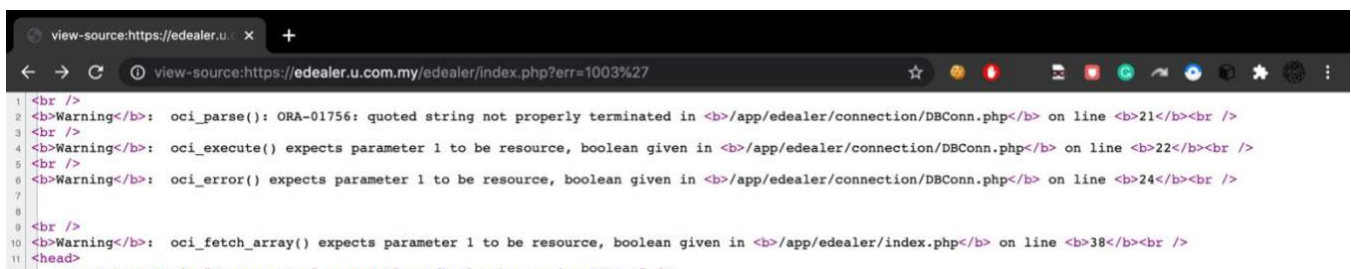 view-source:https://edealer.u.c
view-source:https://edealer.u.com.my/edealer/index.php?err=1003%27
1 <br />
2 <b>Warning</b>:  oci_parse(): ORA-01756: quoted string not properly terminated in <b>/app/edealer/connection/DBConn.php</b> on line <b>21</b><br />
3 <br />
4 <b>Warning</b>:  oci_execute() expects parameter 1 to be resource, boolean given in <b>/app/edealer/connection/DBConn.php</b> on line <b>22</b><br />
5 <br />
6 <b>Warning</b>:  oci_error() expects parameter 1 to be resource, boolean given in <b>/app/edealer/connection/DBConn.php</b> on line <b>24</b><br />
7
8
9 <br />
10 <b>Warning</b>:  oci_fetch_array() expects parameter 1 to be resource, boolean given in <b>/app/edealer/index.php</b> on line <b>38</b><br />
11 <head>